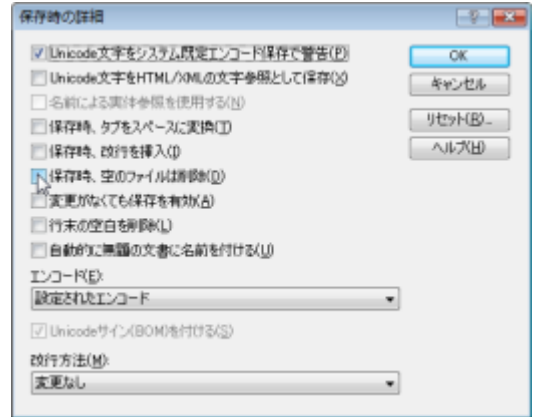 保存時の詳細
Unicode文字をシステム既定エンコード保存で警告(P)
Unicode文字をHTML/XMLの文字参照として保存(X)
名前による実体参照を使用する(N)
保存時、タブをスペースに変換(T)
保存時、改行を挿入(I)
保存時、空のファイルは削除(D)
変更がなくても保存を有効(A)
行末の空白を削除(L)
自動的に無題の文書に名前を付ける(U)
エンコード(E):
設定されたエンコード
Unicodeサイン(BOM)を付ける(S)
改行方法(M):
変更なし
OK
キャンセル
リセット(R)...
ヘルプ(H)